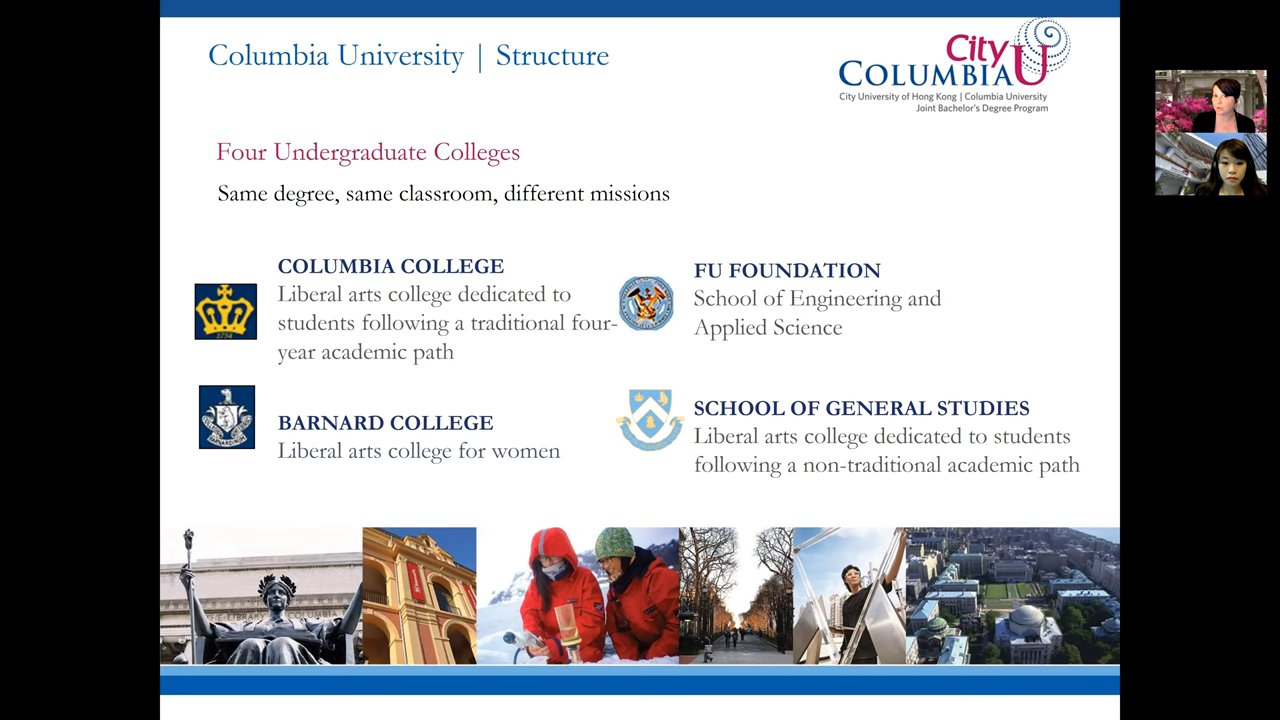 Columbia University | Structure
City
COLUMBIAU
City University of Hong Kong | Columbia University
Joint Bachelor's Degree Program
Four Undergraduate Colleges
Same degree, same classroom, different missions
COLUMBIA COLLEGE
Liberal arts college dedicated to
students following a traditional four-
year academic path
1754
BARNARD COLLEGE
Liberal arts college for women
BARNARD
FU FOUNDATION
School of Engineering and
Applied Science
SCHOOL OF GENERAL STUDIES
Liberal arts college dedicated to students
following a non-traditional academic path